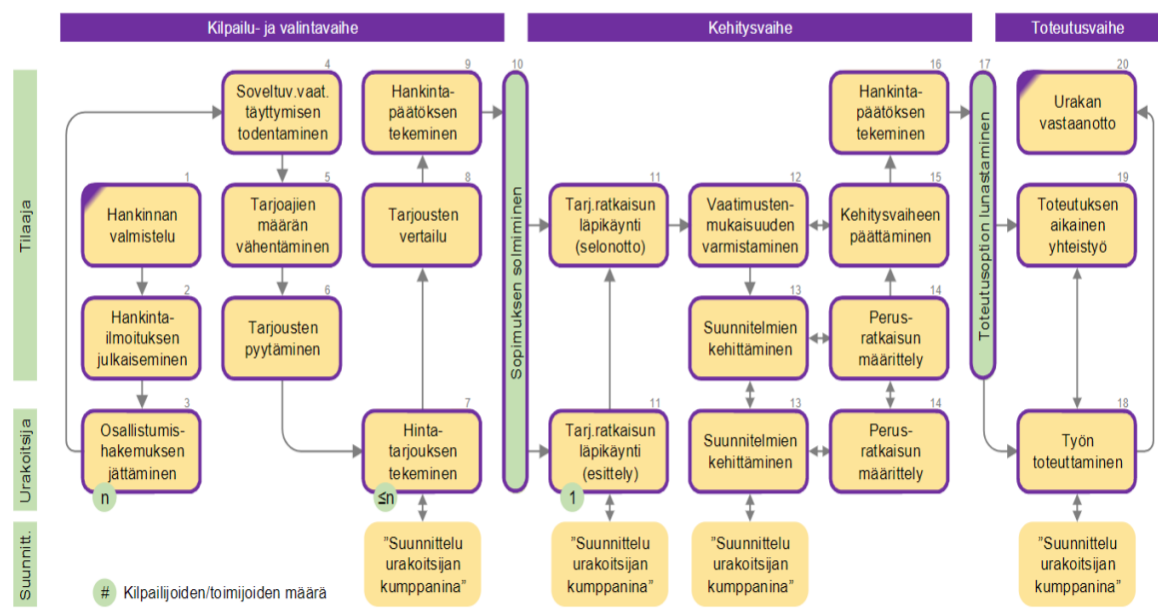 Kilpailu- ja valintavaihe
Kehitysvaihe
Toteutusvaihe
Tilaaja
Urakoitsija
Suunnitt.
1
Hankinnan
valmistelu
2
Hankinta-
ilmoituksen
julkaiseminen
3
Osallistumis-
hakemuksen
jättäminen
n
4
Soveltuv.vaat.
täyttymisen
todentaminen
5
Tarjoajien
määrän
vähentäminen
6
Tarjousten
pyytäminen
7
Hinta-
tarjouksen
tekeminen
≤n
"Suunnittelu
urakoitsijan
kumppanina"
8
Tarjousten
vertailu
9
Hankinta-
päätöksen
tekeminen
10
Sopimuksen solmiminen
11
Tarj.ratkaisun
läpikäynti
(selonotto)
11
Tarj.ratkaisun
läpikäynti
(esittely)
1
"Suunnittelu
urakoitsijan
kumppanina"
12
Vaatimusten-
mukaisuuden
varmistaminen
13
Suunnitelmien
kehittäminen
13
Suunnitelmien
kehittäminen
"Suunnittelu
urakoitsijan
kumppanina"
14
Perus-
ratkaisun
määrittely
14
Perus-
ratkaisun
määrittely
15
Kehitysvaiheen
päättäminen
16
Hankinta-
päätöksen
tekeminen
17
Toteutusoption lunastaminen
18
Työn
toteuttaminen
"Suunnittelu
urakoitsijan
kumppanina"
19
Toteutuksen
aikainen
yhteistyö
20
Urakan
vastaanotto
# Kilpailijoiden/toimijoiden määrä